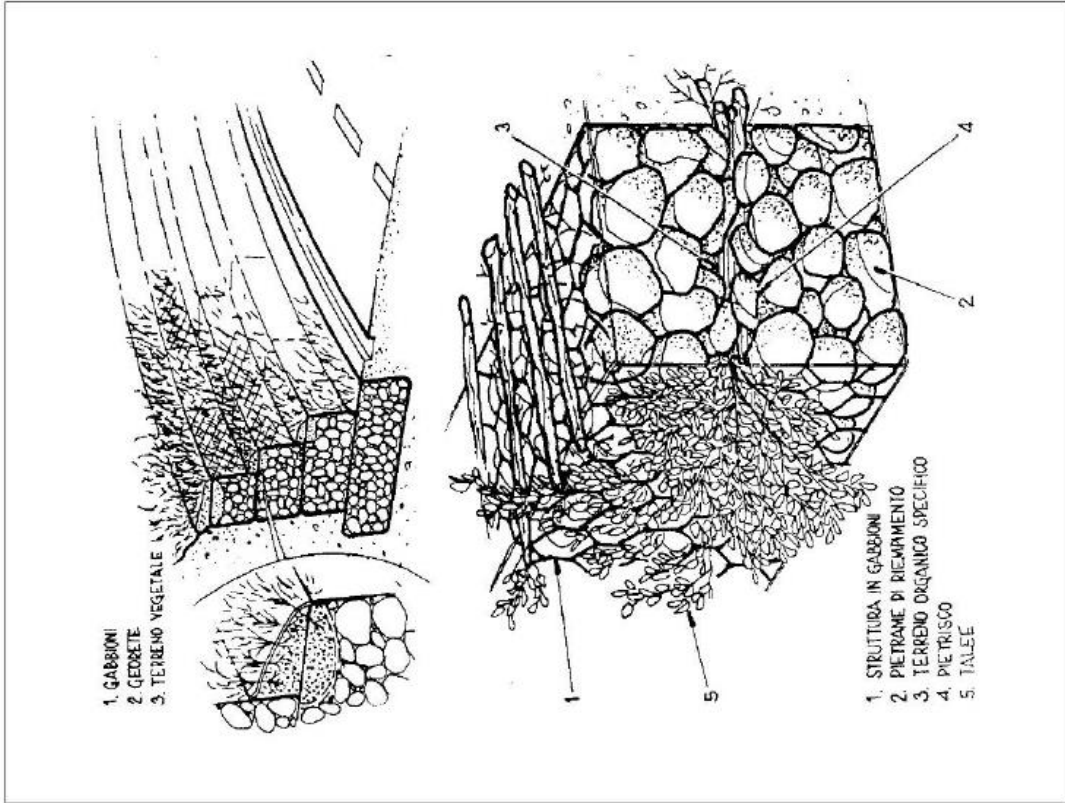 1. GABBIONI
2. GEORETE
3. TERRENO VEGETALE
3
4
2
1
5
1. STRUTTURA IN GABBIONI
2. PIETRAME DI RIEMPIMENTO
3. TERRENO ORGANICO SPECIFICO
4. PIETRISCO
5. TALEE